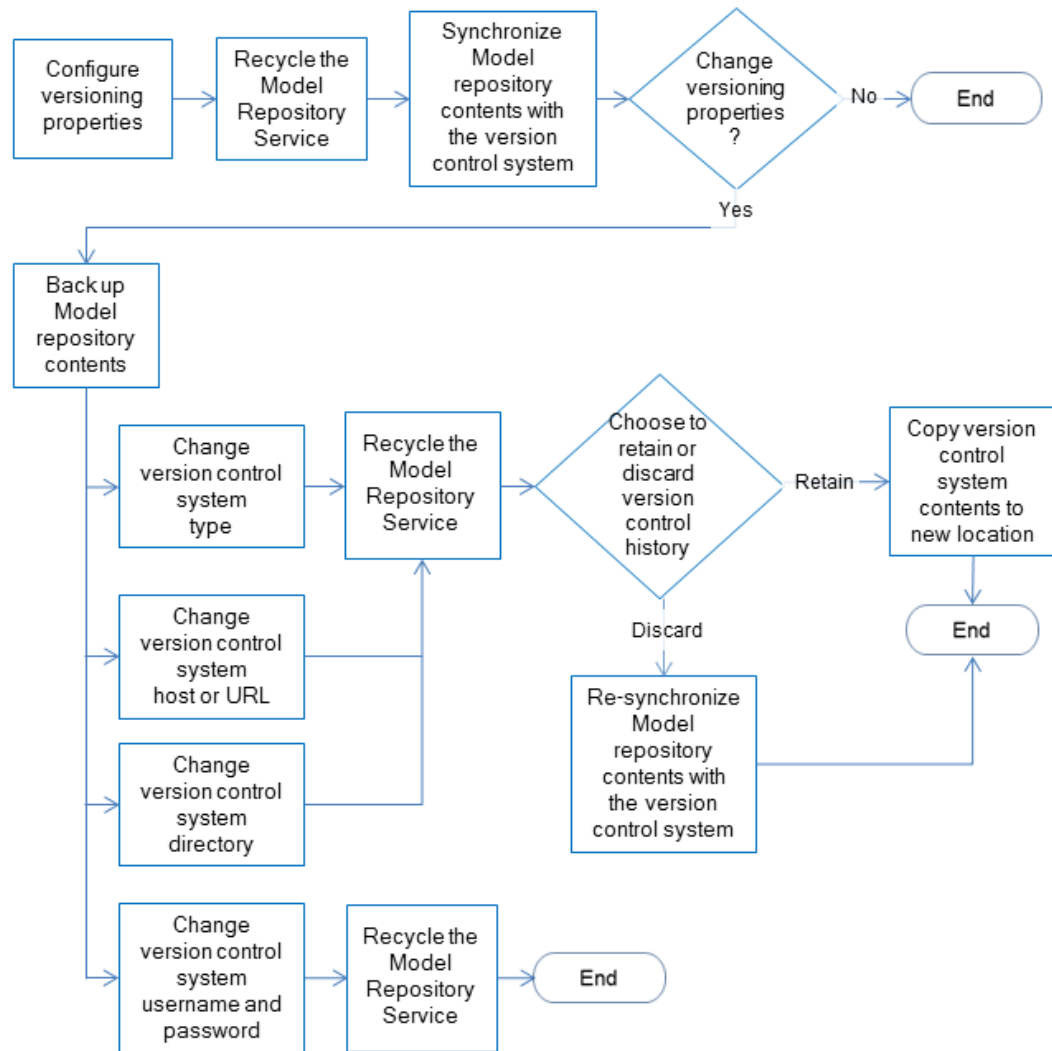 Configure
versioning
properties
Recycle the
Model
Repository
Service
Synchronize
Model
repository
contents with
the version
control system
Change
versioning
properties
?
No
End
Yes
Back up
Model
repository
contents
Change
version control
system
type
Recycle the
Model
Repository
Service
Choose to
retain or
discard
version
control
history
Retain
Copy version
control
system
contents to
new location
End
Discard
Re-synchronize
Model
repository
contents with
the version
control system
Change
version control
system
host or URL
Change
version control
system
directory
Change
version control
system
username and
password
Recycle the
Model
Repository
Service
End